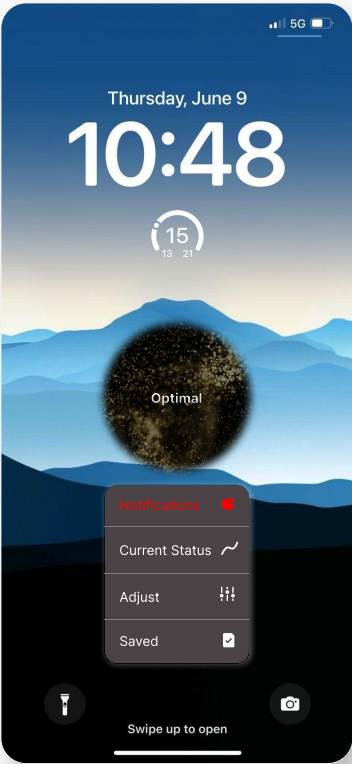 5G
Thursday, June 9
10:48
15
13 21
Optimal
Notifications
Current Status
Adjust
Saved
Swipe up to open